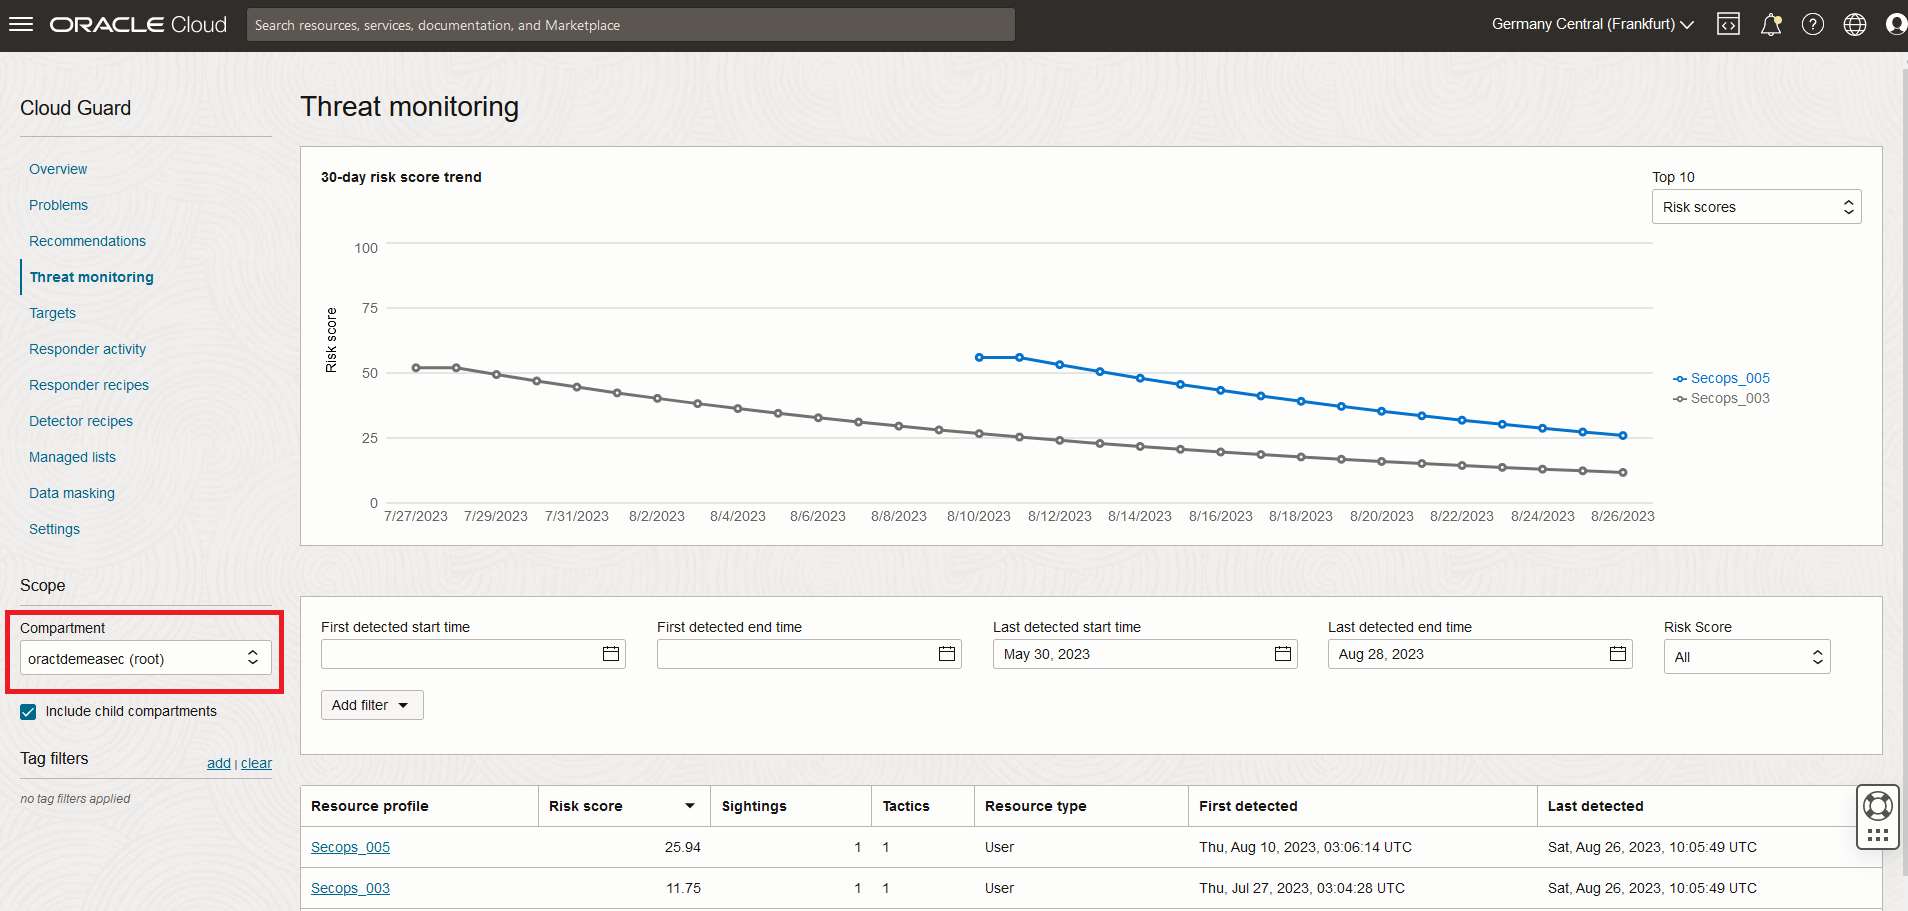 ORACLE Cloud
Search resources, services, documentation, and Marketplace
Germany Central (Frankfurt)
Cloud Guard
Overview
Problems
Recommendations
Threat monitoring
Targets
Responder activity
Responder recipes
Detector recipes
Managed lists
Data masking
Settings
Scope
Compartment
oractdemeasec (root)
Include child compartments
Tag filters
add | clear
no tag filters applied
Threat monitoring
30-day risk score trend
Top 10
Risk scores
Risk score
100
75
50
25
0
7/27/2023 7/29/2023 7/31/2023 8/2/2023 8/4/2023 8/6/2023 8/8/2023 8/10/2023 8/12/2023 8/14/2023 8/16/2023 8/18/2023 8/20/2023 8/22/2023 8/24/2023 8/26/2023
Secops_005
Secops_003
First detected start time First detected end time Last detected start time Last detected end time Risk Score
May 30, 2023 Aug 28, 2023 All
Add filter
Resource profile Risk score Sightings Tactics Resource type First detected Last detected
Secops_005 25.94 1 1 User Thu, Aug 10, 2023, 03:06:14 UTC Sat, Aug 26, 2023, 10:05:49 UTC
Secops_003 11.75 1 1 User Thu, Jul 27, 2023, 03:04:28 UTC Sat, Aug 26, 2023, 10:05:49 UTC